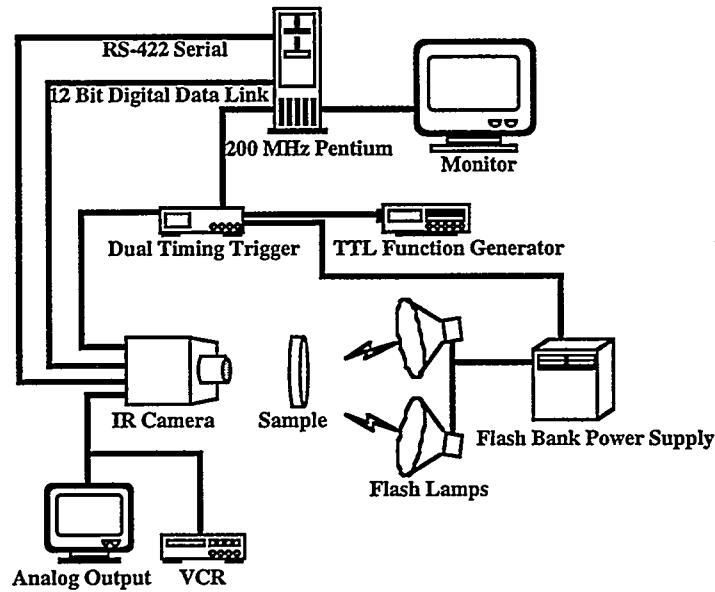 RS-422 Serial
12 Bit Digital Data Link
200 MHz Pentium
Monitor
Dual Timing Trigger
TTL Function Generator
IR Camera
Sample
Flash Bank Power Supply
Flash Lamps
Analog Output
VCR